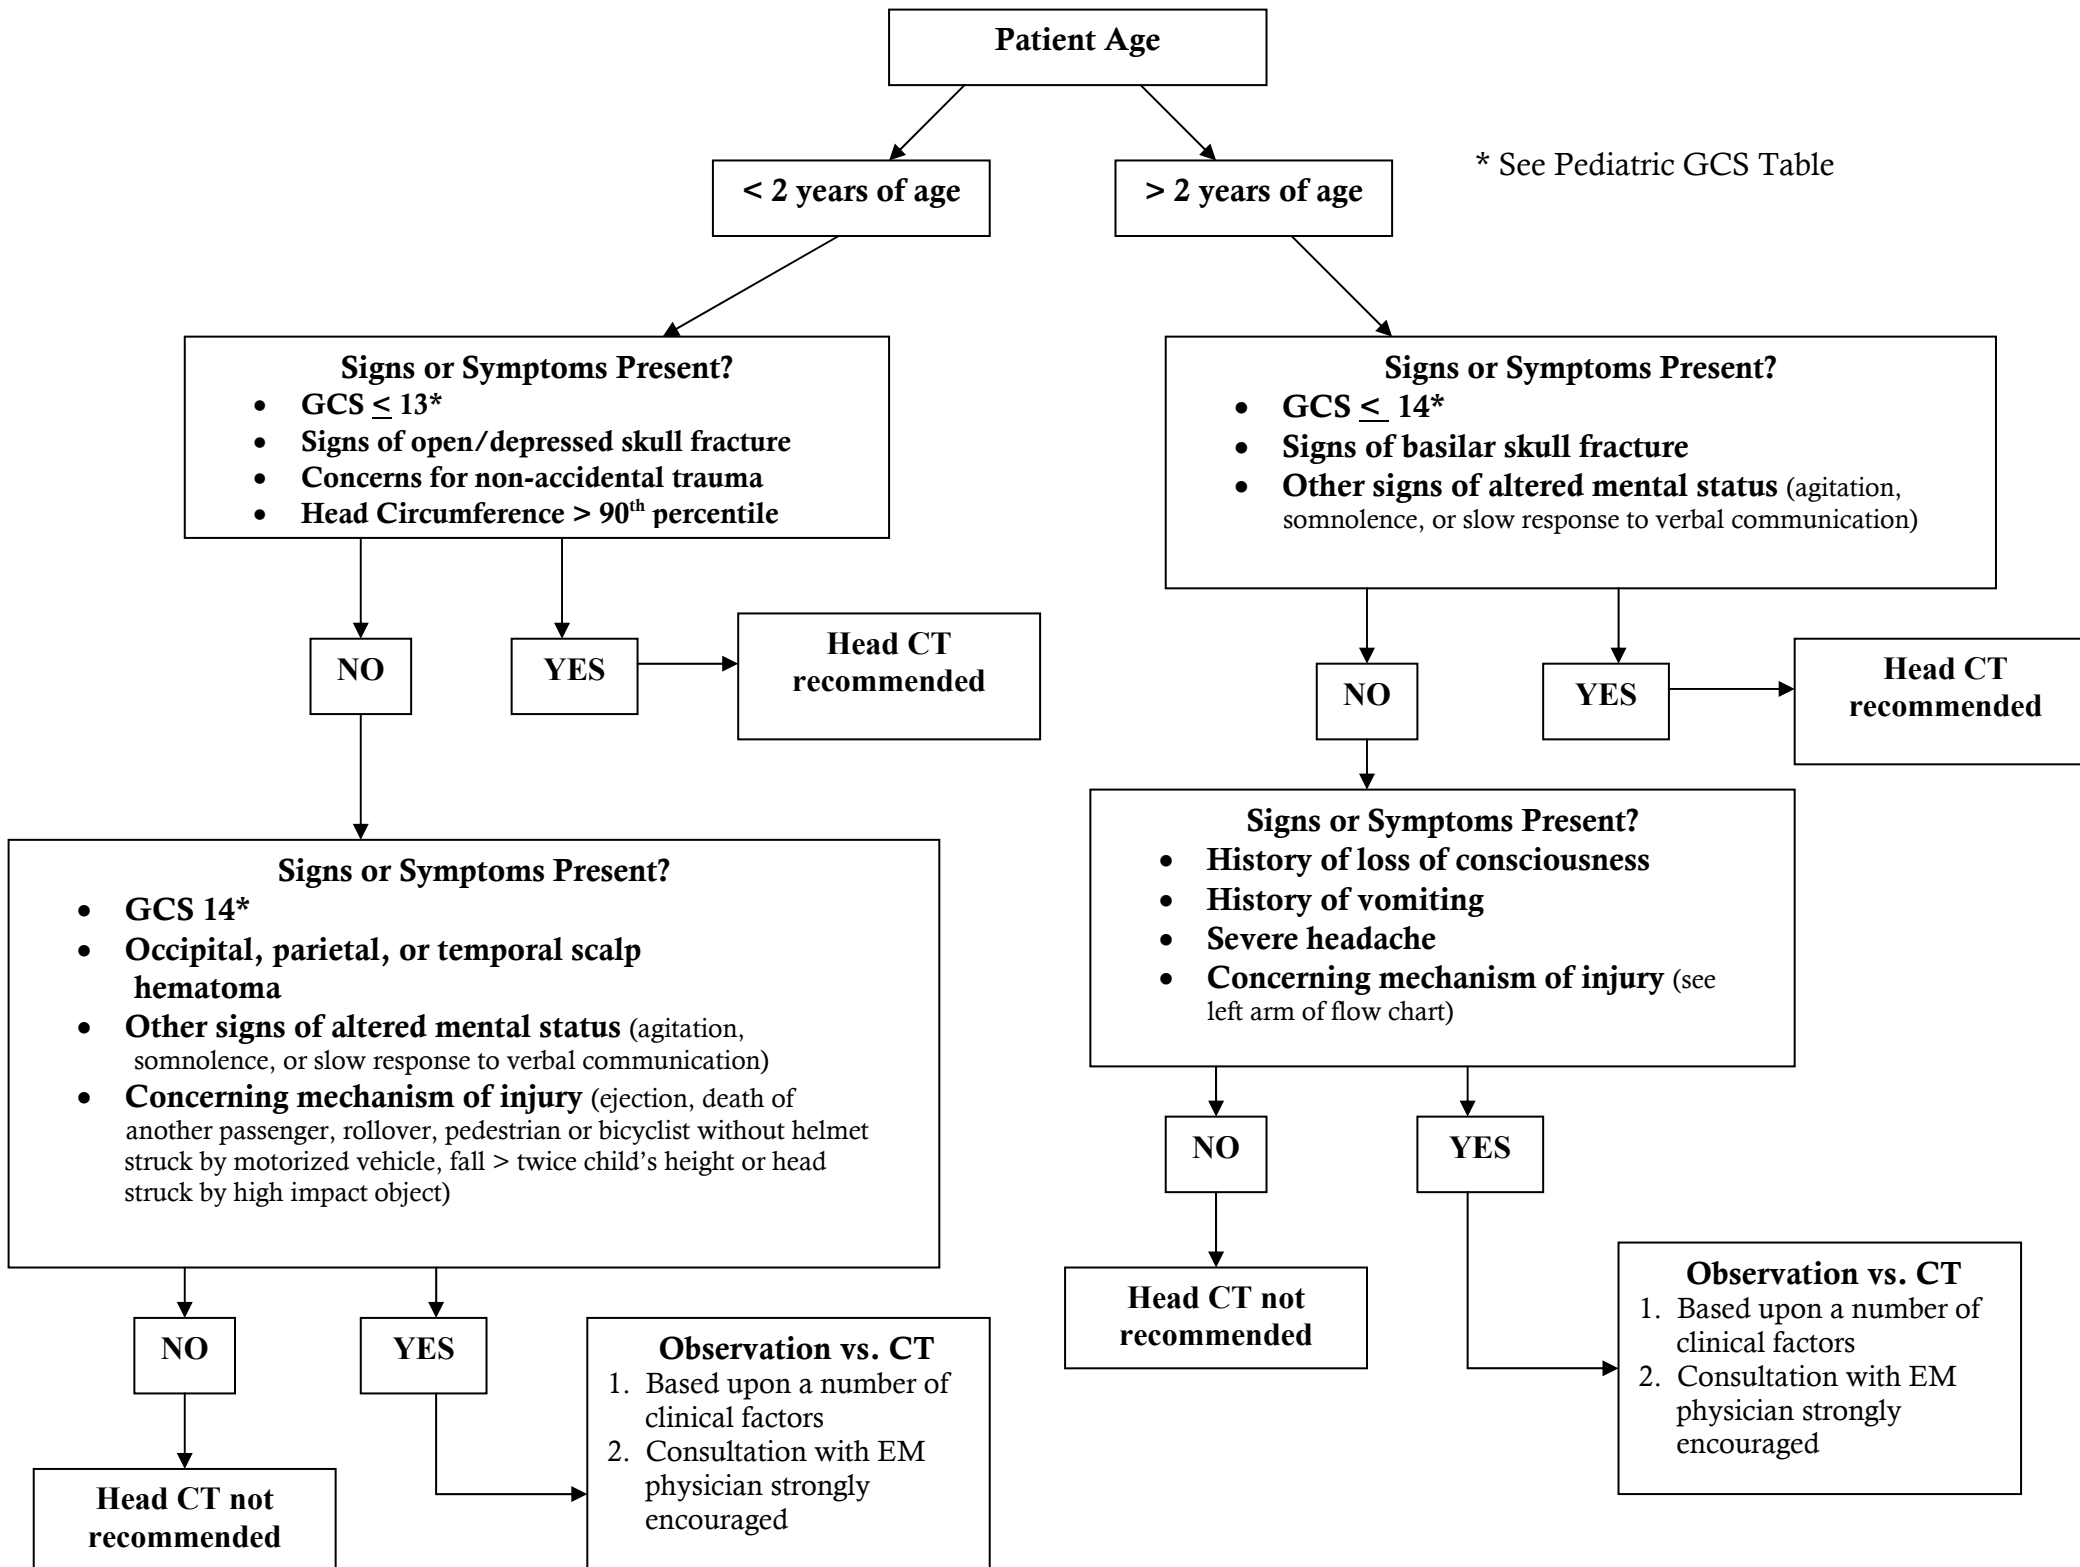 Patient Age
* See Pediatric GCS Table
< 2 years of age
> 2 years of age
Signs or Symptoms Present?
• GCS < 13*
• Signs of open/depressed skull fracture
• Concerns for non-accidental trauma
• Head Circumference > 90th percentile
NO
YES
Head CT
recommended
Signs or Symptoms Present?
• GCS 14*
• Occipital, parietal, or temporal scalp
hematoma
• Other signs of altered mental status (agitation,
somnolence, or slow response to verbal communication)
• Concerning mechanism of injury (ejection, death of
another passenger, rollover, pedestrian or bicyclist without helmet
struck by motorized vehicle, fall > twice child's height or head
struck by high impact object)
NO
YES
Head CT not
recommended
Observation vs. CT
1. Based upon a number of
clinical factors
2. Consultation with EM
physician strongly
encouraged
Signs or Symptoms Present?
• GCS < 14*
• Signs of basilar skull fracture
• Other signs of altered mental status (agitation,
somnolence, or slow response to verbal communication)
NO
YES
Head CT
recommended
Signs or Symptoms Present?
• History of loss of consciousness
• History of vomiting
• Severe headache
• Concerning mechanism of injury (see
left arm of flow chart)
NO
YES
Head CT not
recommended
Observation vs. CT
1. Based upon a number of
clinical factors
2. Consultation with EM
physician strongly
encouraged